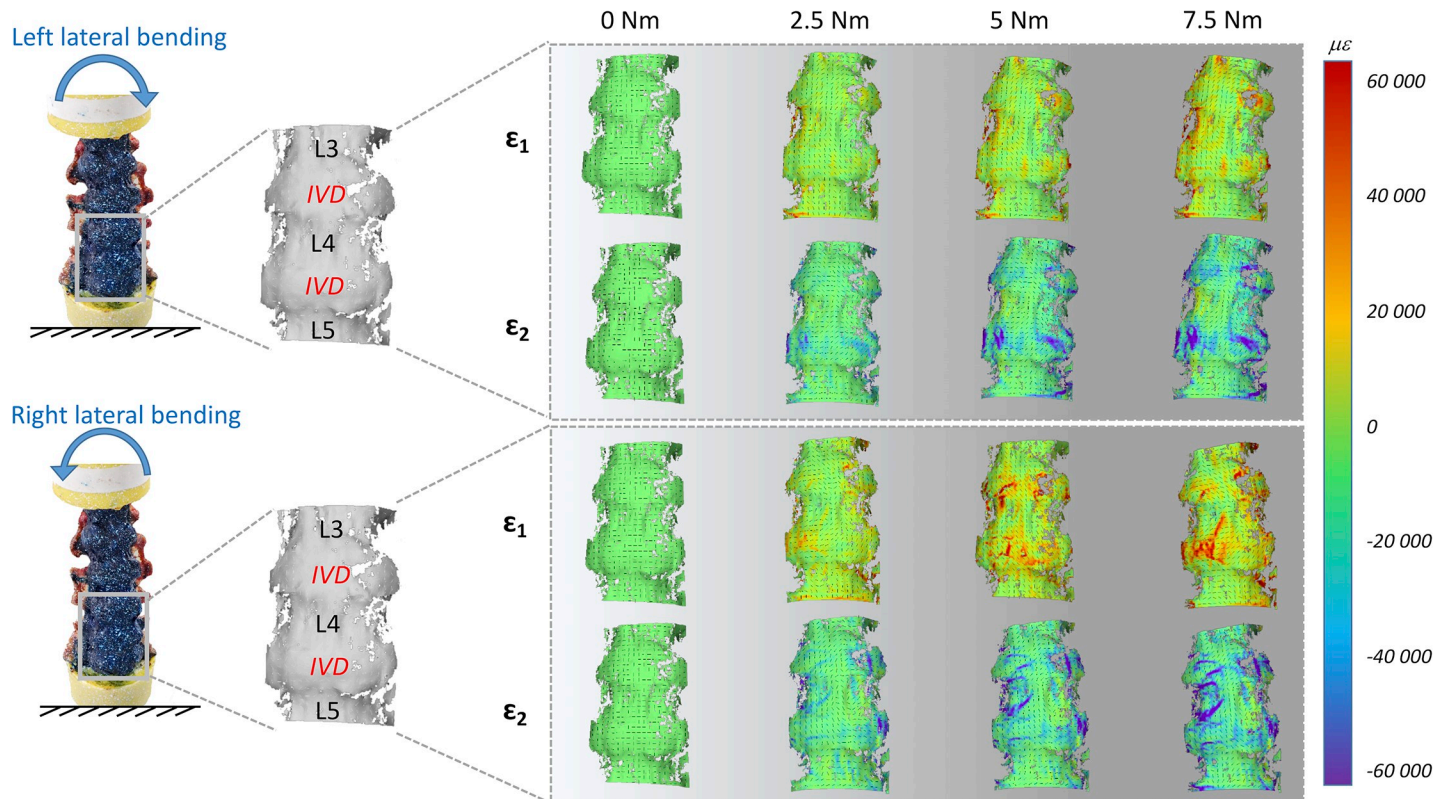 0 Nm 2.5 Nm 5 Nm 7.5 Nm
Left lateral bending
με
60 000
40 000
20 000
0
-20 000
-40 000
-60 000
L3
IVD
L4
IVD
L5
ε1
ε2
Right lateral bending
L3
IVD
L4
IVD
L5
ε1
ε2